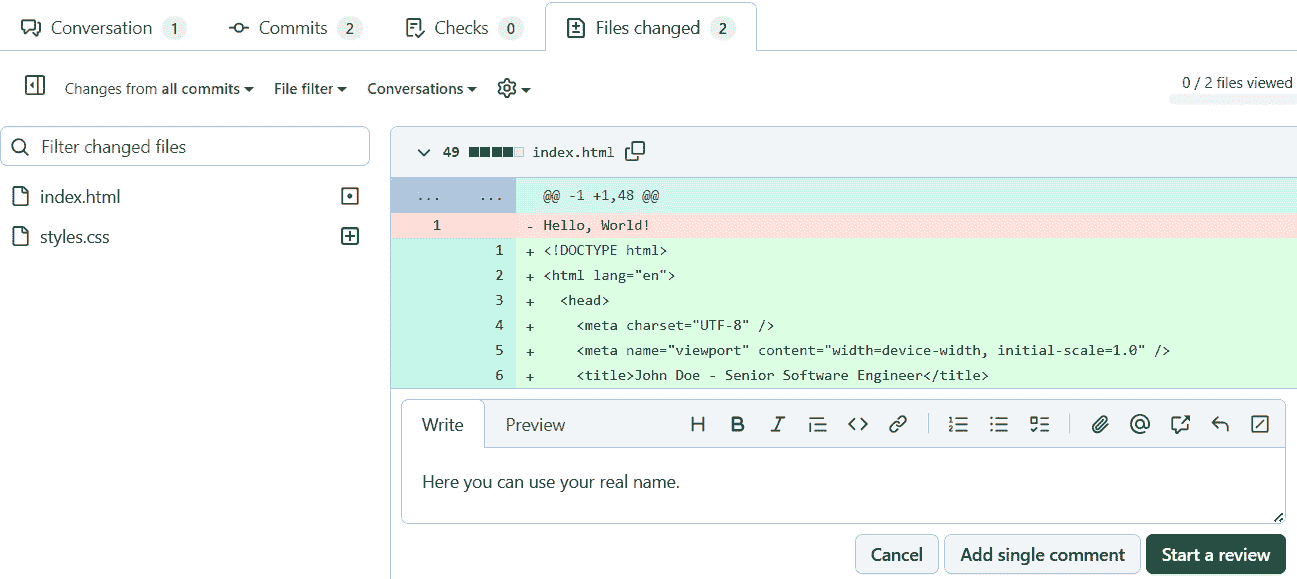 Conversation 1 Commits 2 Checks 0 Files changed 2
Changes from all commits File filter Conversations 0 / 2 files viewed
Filter changed files
index.html
styles.css
49 index.html
... ... @@ -1 +1,48 @@
1 - Hello, World!
1 + <!DOCTYPE html>
2 + <html lang="en">
3 + <head>
4 + <meta charset="UTF-8" />
5 + <meta name="viewport" content="width=device-width, initial-scale=1.0" />
6 + <title>John Doe - Senior Software Engineer</title>
Write Preview
Here you can use your real name.
Cancel Add single comment Start a review